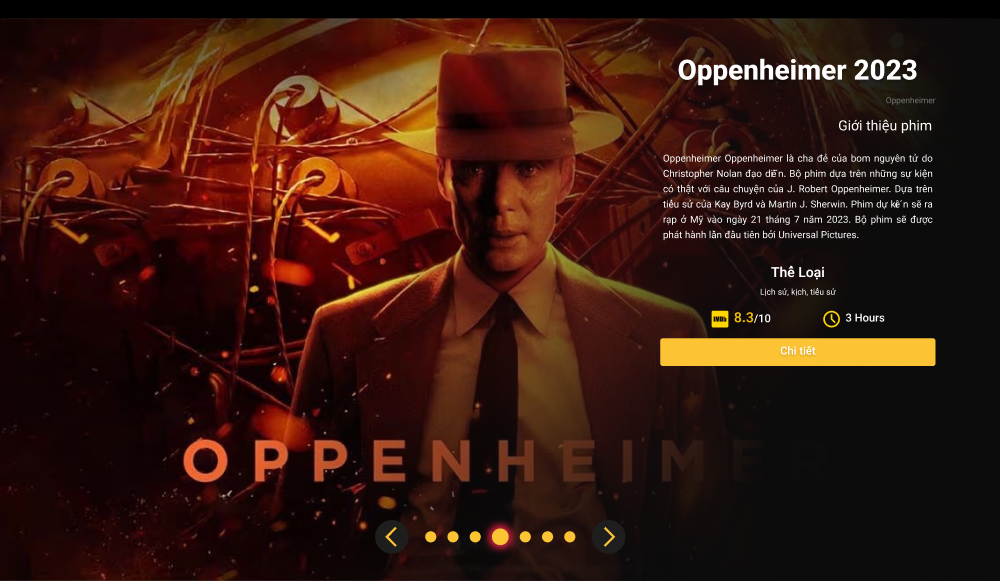 Oppenheimer 2023
Oppenheimer
Giới thiệu phim
Oppenheimer Oppenheimer là cha đẻ của bom nguyên tử do
Christopher Nolan đạo diễn. Bộ phim dựa trên những sự kiện
có thật với câu chuyện của J. Robert Oppenheimer. Dựa trên
tiểu sử của Kay Byrd và Martin J. Sherwin. Phim dự kến sẽ ra
rạp ở Mỹ vào ngày 21 tháng 7 năm 2023. Bộ phim sẽ được
phát hành lần đầu tiên bởi Universal Pictures.
Thể Loại
Lịch sử, kịch, tiểu sử
IMDb 8.3/10 3 Hours
Chi tiết
OPPENHEIMER